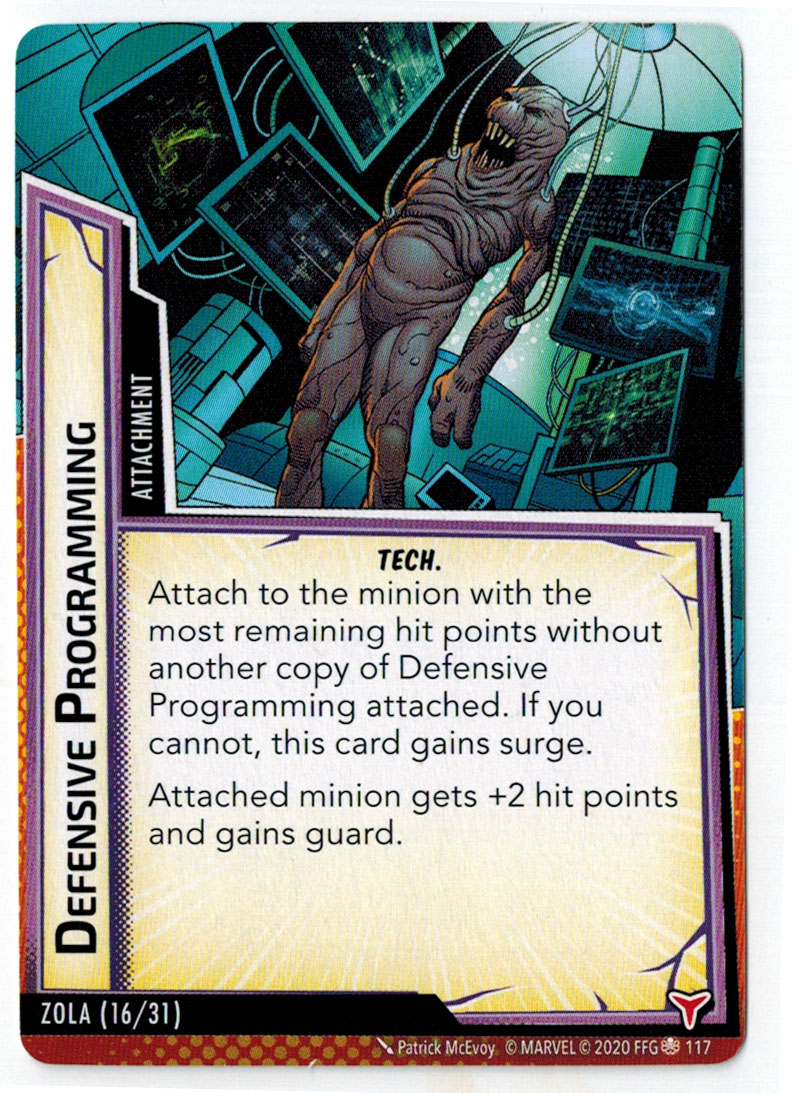 ATTACHMENT
DEFENSIVE PROGRAMMING
TECH.
Attach to the minion with the
most remaining hit points without
another copy of Defensive
Programming attached. If you
cannot, this card gains surge.
Attached minion gets +2 hit points
and gains guard.
ZOLA (16/31)
Patrick McEvoy © MARVEL © 2020 FFG 117